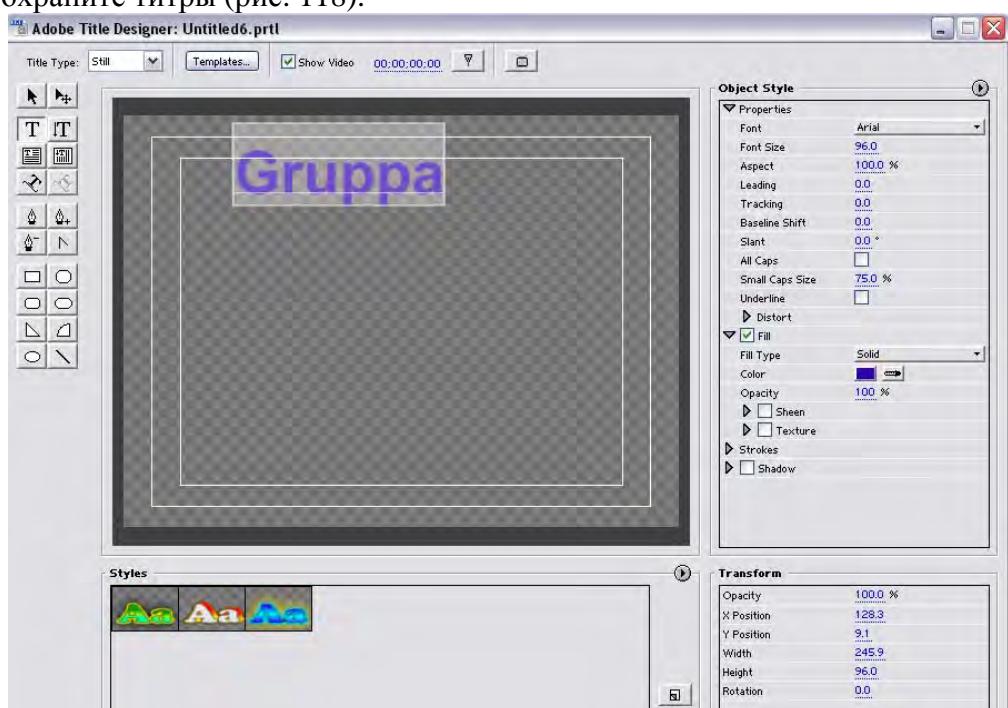 охраните титры (рис. 118).
Adobe Title Designer: Untitled6.prtl
Title Type: Still Templates... Show Video 00;00;00;00
T IT
Gruppa
Object Style
Properties
Font Arial
Font Size 96.0
Aspect 100.0 %
Leading 0.0
Tracking 0.0
Baseline Shift 0.0
Slant 0.0 °
All Caps
Small Caps Size 75.0 %
Underline
Distort
Fill
Fill Type Solid
Color
Opacity 100 %
Sheen
Texture
Strokes
Shadow
Styles
Aa Aa Aa
Transform
Opacity 100.0 %
X Position 128.3
Y Position 9.1
Width 245.9
Height 96.0
Rotation 0.0